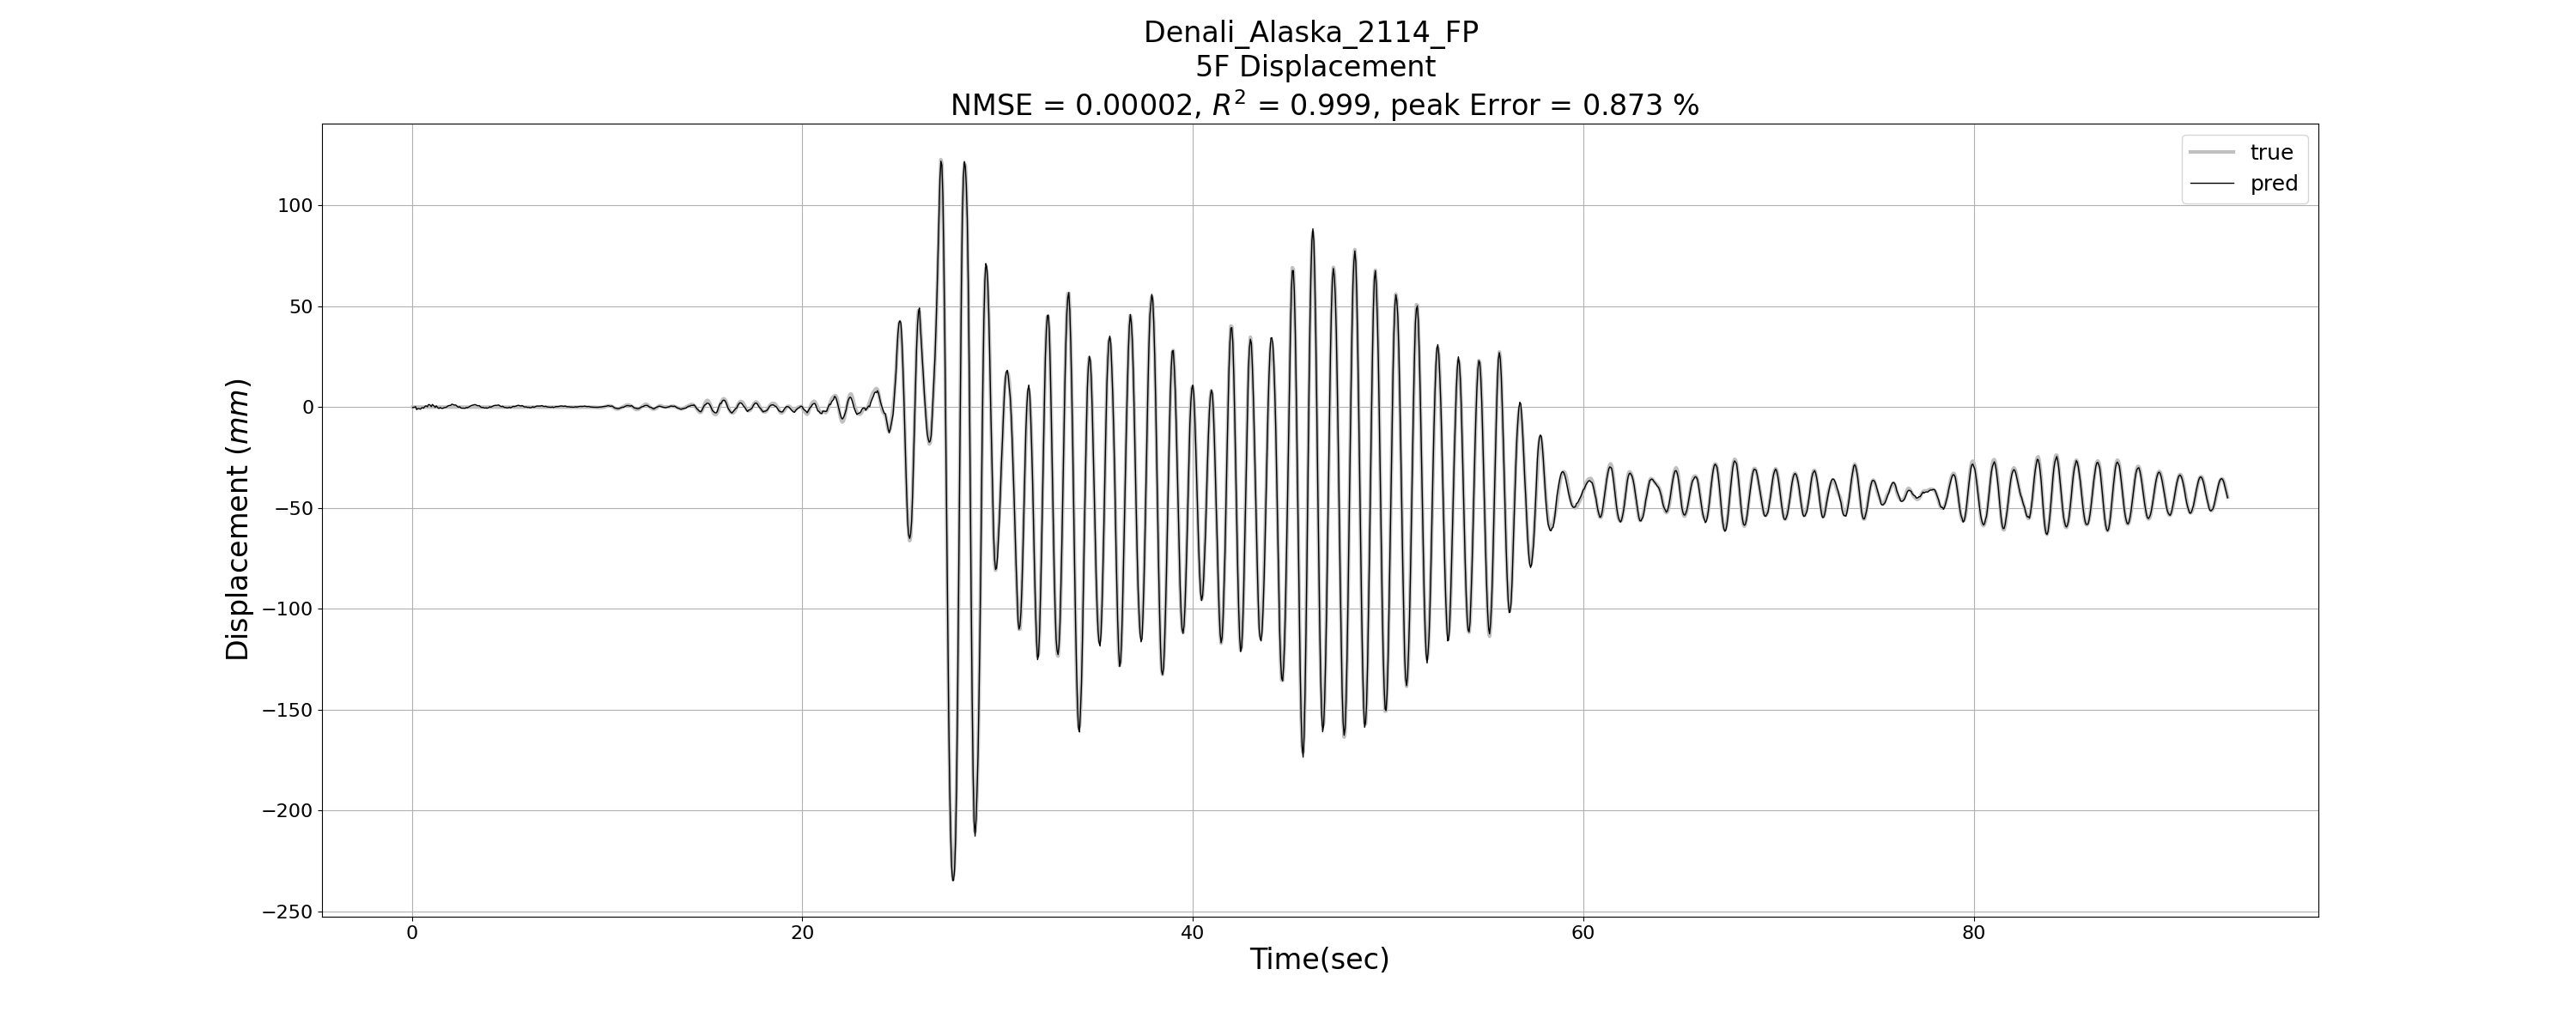 Denali_Alaska_2114_FP
5F Displacement
NMSE = 0.00002, R² = 0.999, peak Error = 0.873 %
true
pred
100
50
0
−50
−100
−150
−200
−250
Displacement (mm)
0 20 40 60 80
Time(sec)